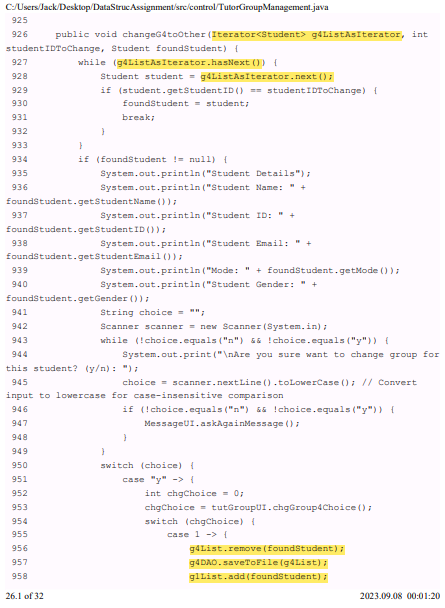 C:/Users/Jack/Desktop/DataStrucAssignment/src/control/TutorGroupManagement.java
925
926     public void changeG4toOther(Iterator<Student> g4ListAsIterator, int
studentIDToChange, Student foundStudent) {
927         while (g4ListAsIterator.hasNext()) {
928             Student student = g4ListAsIterator.next();
929             if (student.getStudentID() == studentIDToChange) {
930                 foundStudent = student;
931                 break;
932             }
933         }
934         if (foundStudent != null) {
935             System.out.println("Student Details");
936             System.out.println("Student Name: " +
foundStudent.getStudentName());
937             System.out.println("Student ID: " +
foundStudent.getStudentID());
938             System.out.println("Student Email: " +
foundStudent.getStudentEmail());
939             System.out.println("Mode: " + foundStudent.getMode());
940             System.out.println("Student Gender: " +
foundStudent.getGender());
941             String choice = "";
942             Scanner scanner = new Scanner(System.in);
943             while (!choice.equals("n") && !choice.equals("y")) {
944                 System.out.print("\nAre you sure want to change group for
this student? (y/n): ");
945                 choice = scanner.nextLine().toLowerCase(); // Convert
input to lowercase for case-insensitive comparison
946                 if (!choice.equals("n") && !choice.equals("y")) {
947                     MessageUI.askAgainMessage();
948                 }
949             }
950             switch (choice) {
951                 case "y" -> {
952                     int chgChoice = 0;
953                     chgChoice = tutGroupUI.chgGroup4Choice();
954                     switch (chgChoice) {
955                         case 1 -> {
956                             g4List.remove(foundStudent);
957                             g4DAO.saveToFile(g4List);
958                             g1List.add(foundStudent);
26.1 of 32 2023.09.08 00:01:20